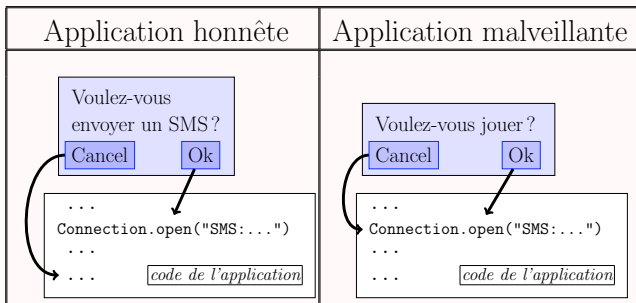 Application honnête
Application malveillante
Voulez-vous
envoyer un SMS ?
Cancel
Ok
...
Connection.open("SMS:...")
...
...
code de l'application
Voulez-vous jouer ?
Cancel
Ok
...
Connection.open("SMS:...")
...
...
code de l'application